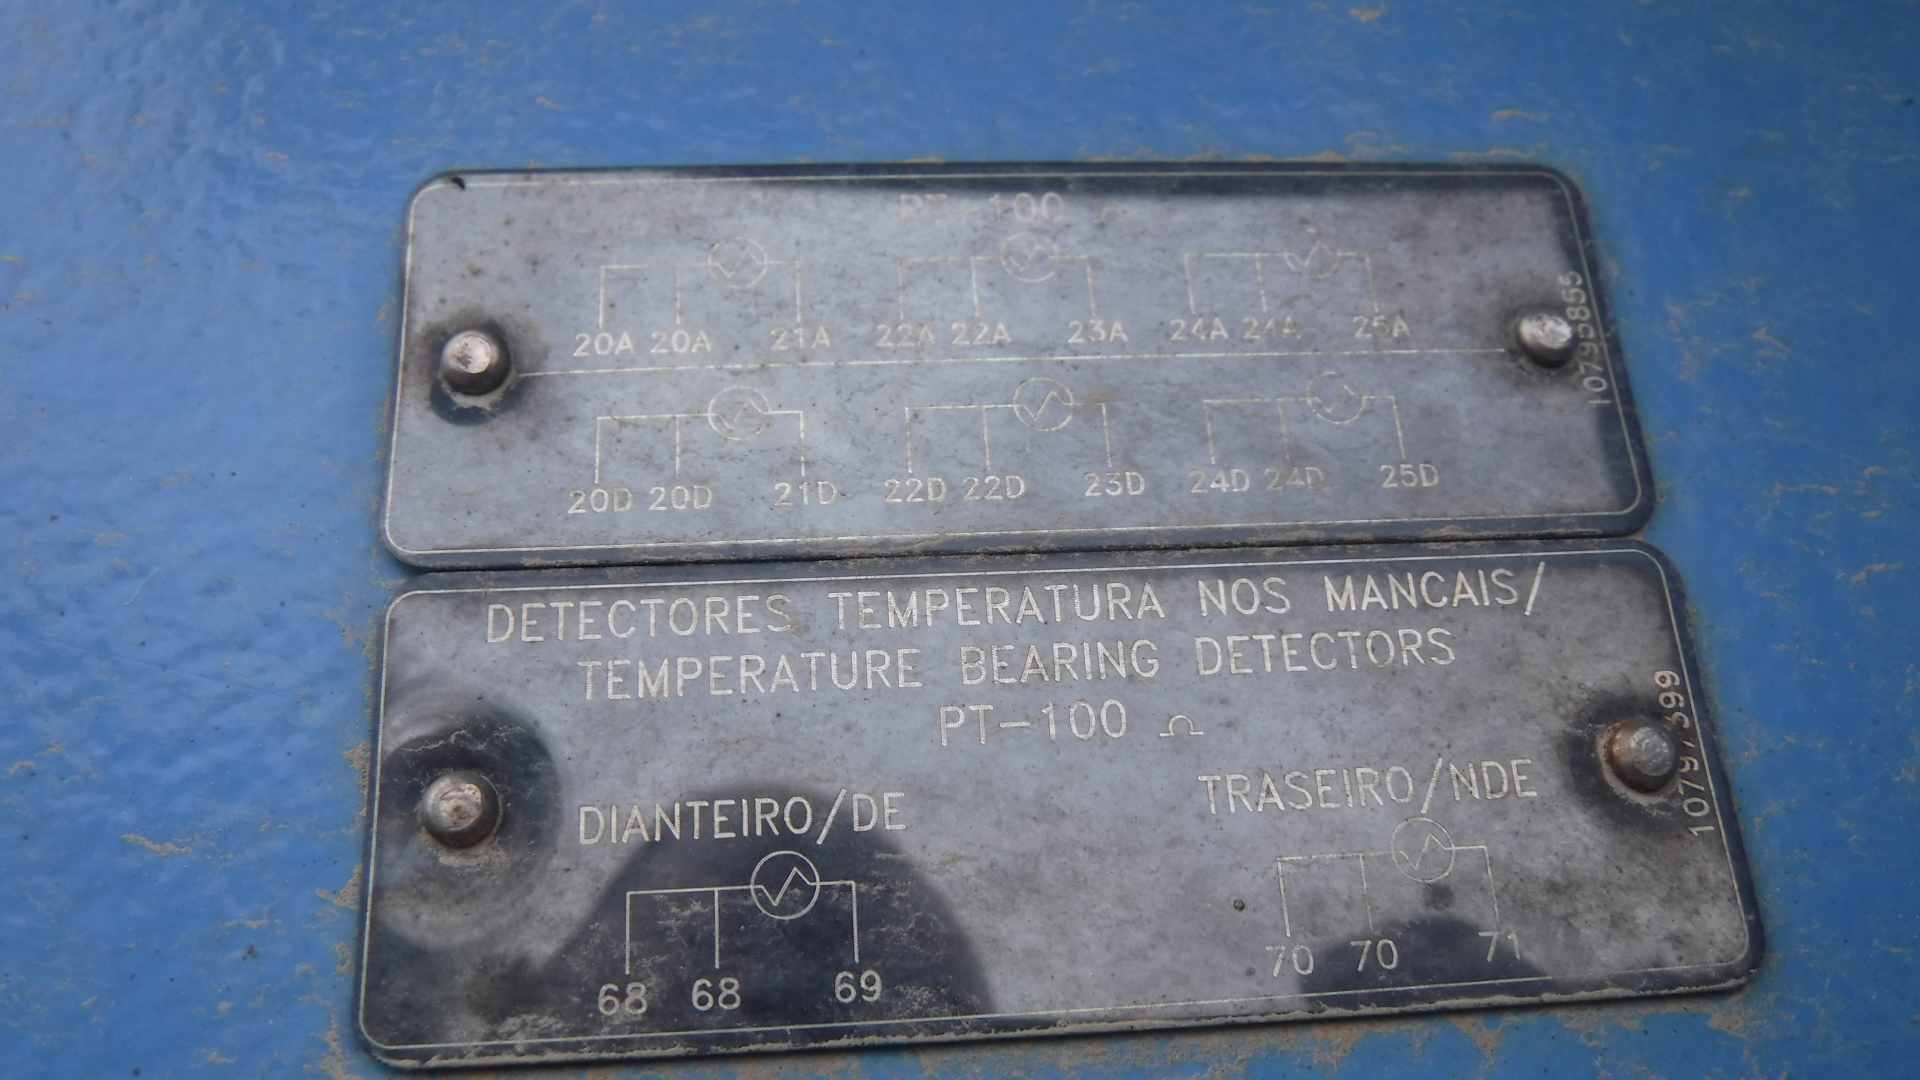 PT-100 Ω
20A 20A 21A 22A 22A 23A 24A 24A 25A
20D 20D 21D 22D 22D 23D 24D 24D 25D
10795855
DETECTORES TEMPERATURA NOS MANCAIS/
TEMPERATURE BEARING DETECTORS
PT-100 Ω
DIANTEIRO/DE TRASEIRO/NDE
68 68 69 70 70 71